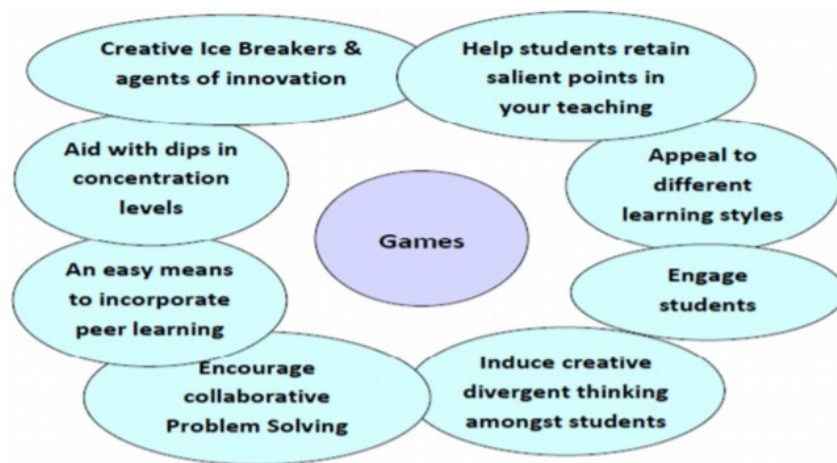 Creative Ice Breakers &
agents of innovation
Help students retain
salient points in
your teaching
Aid with dips in
concentration
levels
Appeal to
different
learning styles
Games
An easy means
to incorporate
peer learning
Engage
students
Encourage
collaborative
Problem Solving
Induce creative
divergent thinking
amongst students